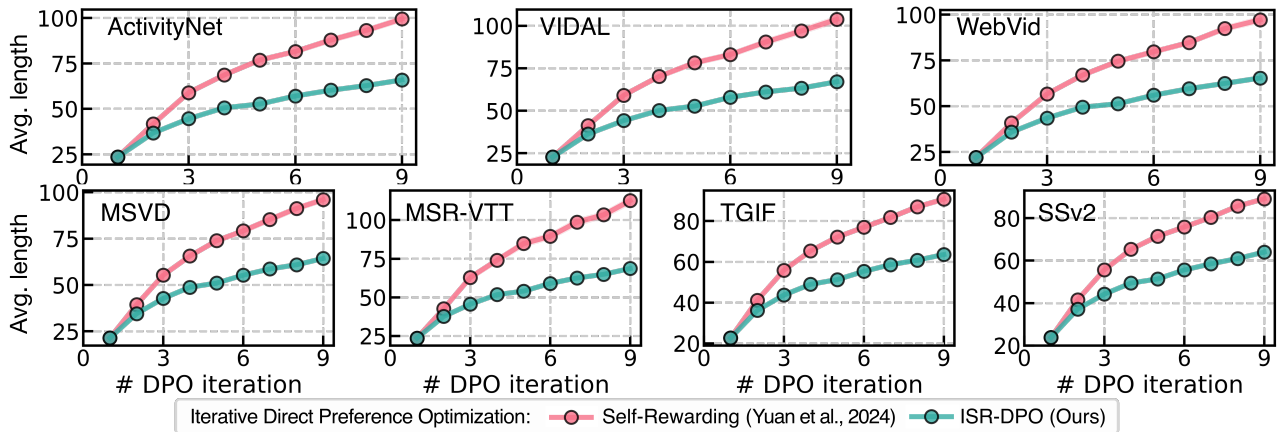 ActivityNet
VIDAL
WebVid
Avg. length
100
75
50
25
0 3 6 9
100
75
50
25
0 3 6 9
100
75
50
25
0 3 6 9
MSVD
MSR-VTT
TGIF
SSv2
Avg. length
100
75
50
25
0 3 6 9
100
75
50
25
0 3 6 9
80
60
40
20
0 3 6 9
80
60
40
20
0 3 6 9
# DPO iteration
# DPO iteration
# DPO iteration
# DPO iteration
Iterative Direct Preference Optimization: Self-Rewarding (Yuan et al., 2024) ISR-DPO (Ours)